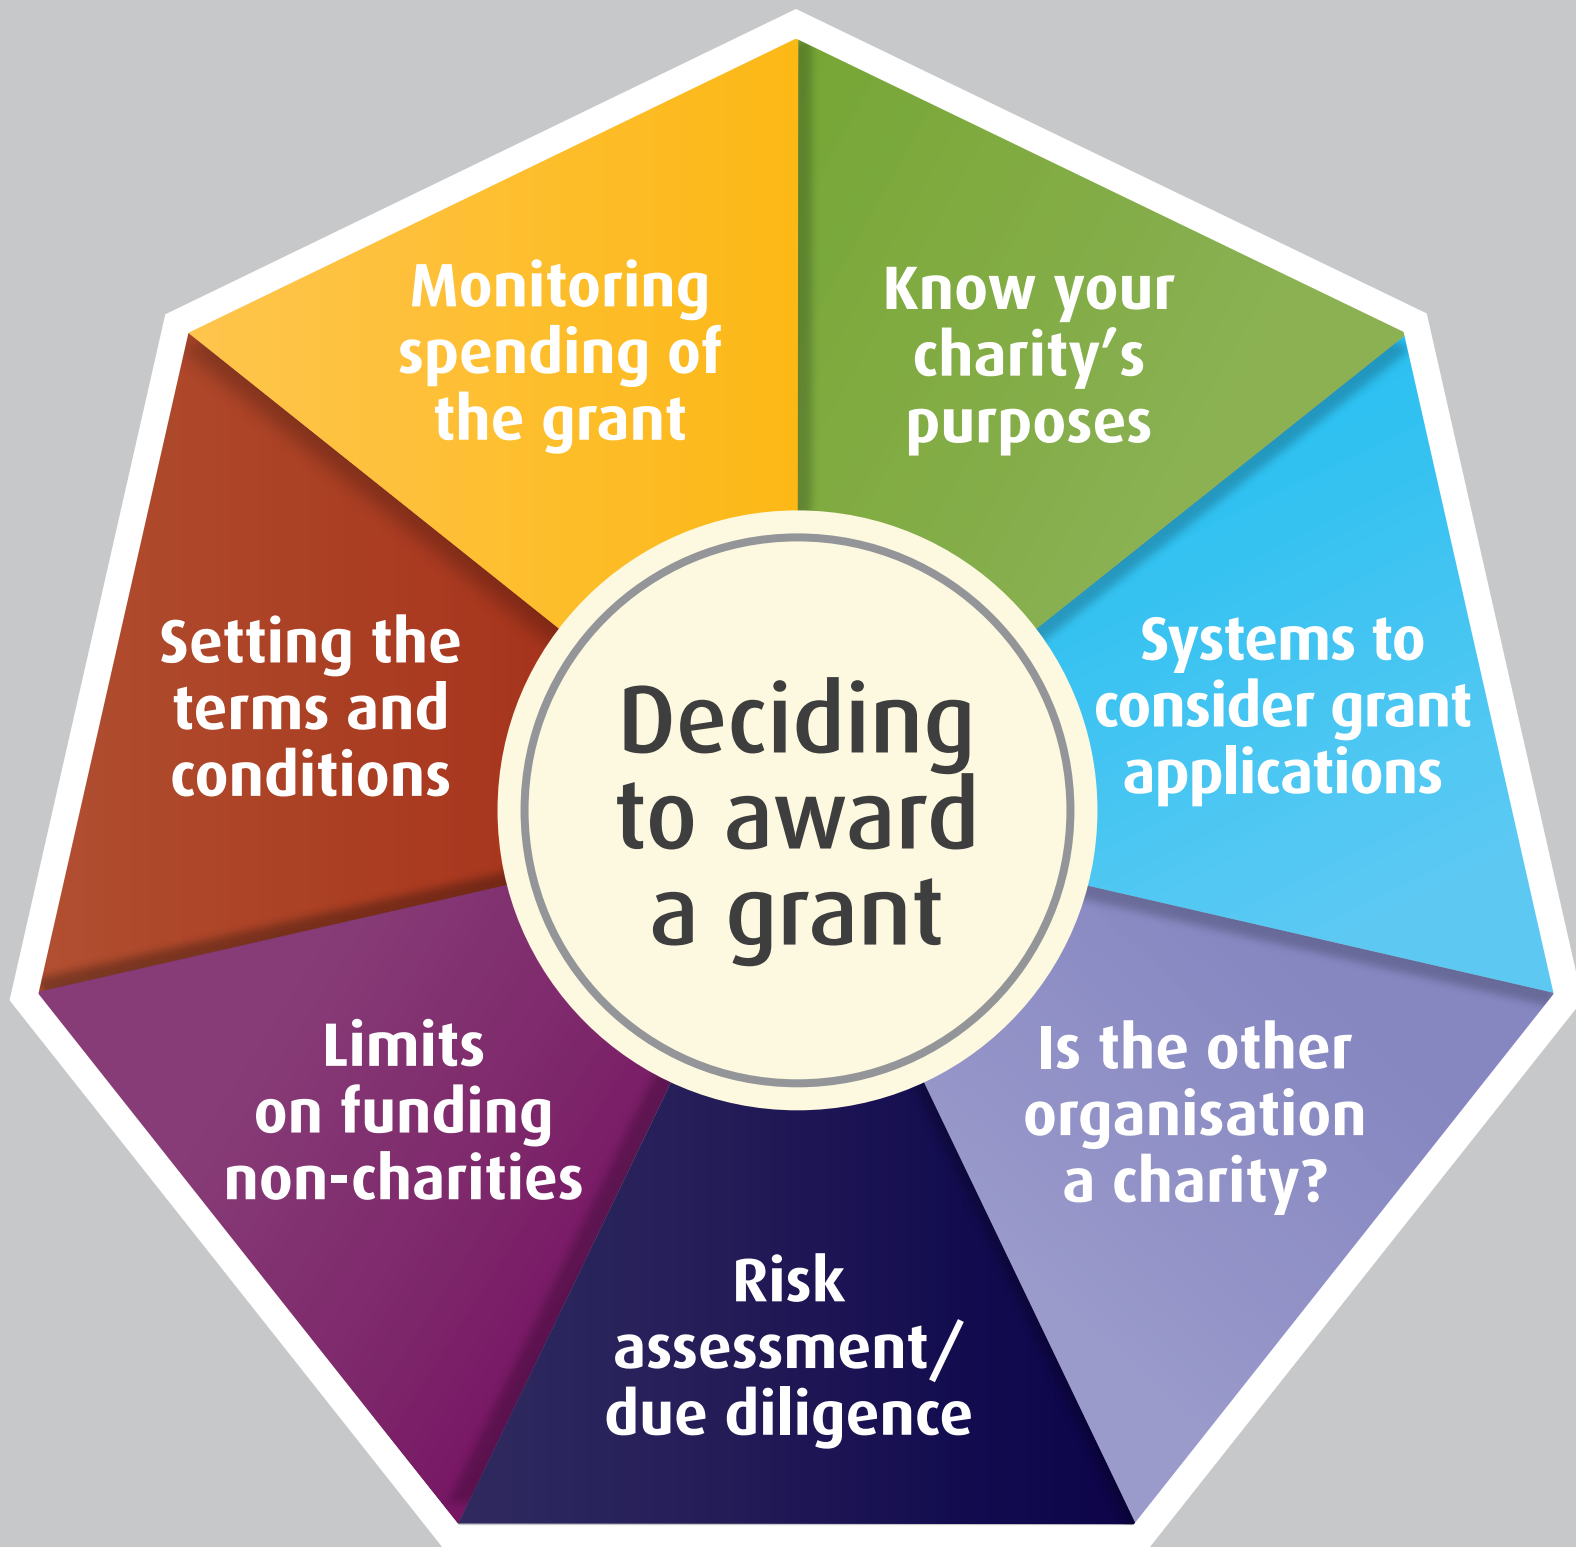 Deciding
to award
a grant
Know your
charity’s
purposes
Systems to
consider grant
applications
Is the other
organisation
a charity?
Risk
assessment/
due diligence
Limits
on funding
non-charities
Setting the
terms and
conditions
Monitoring
spending of
the grant